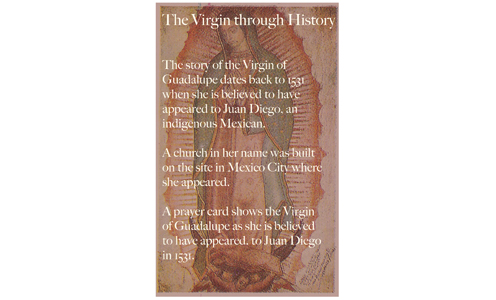 The Virgin through History
The story of the Virgin of
Guadalupe dates back to 1531
when she is believed to have
appeared to Juan Diego, an
indigenous Mexican.
A church in her name was built
on the site in Mexico City where
she appeared.
A prayer card shows the Virgin
of Guadalupe as she is believed
to have appeared, to Juan Diego
in 1531.